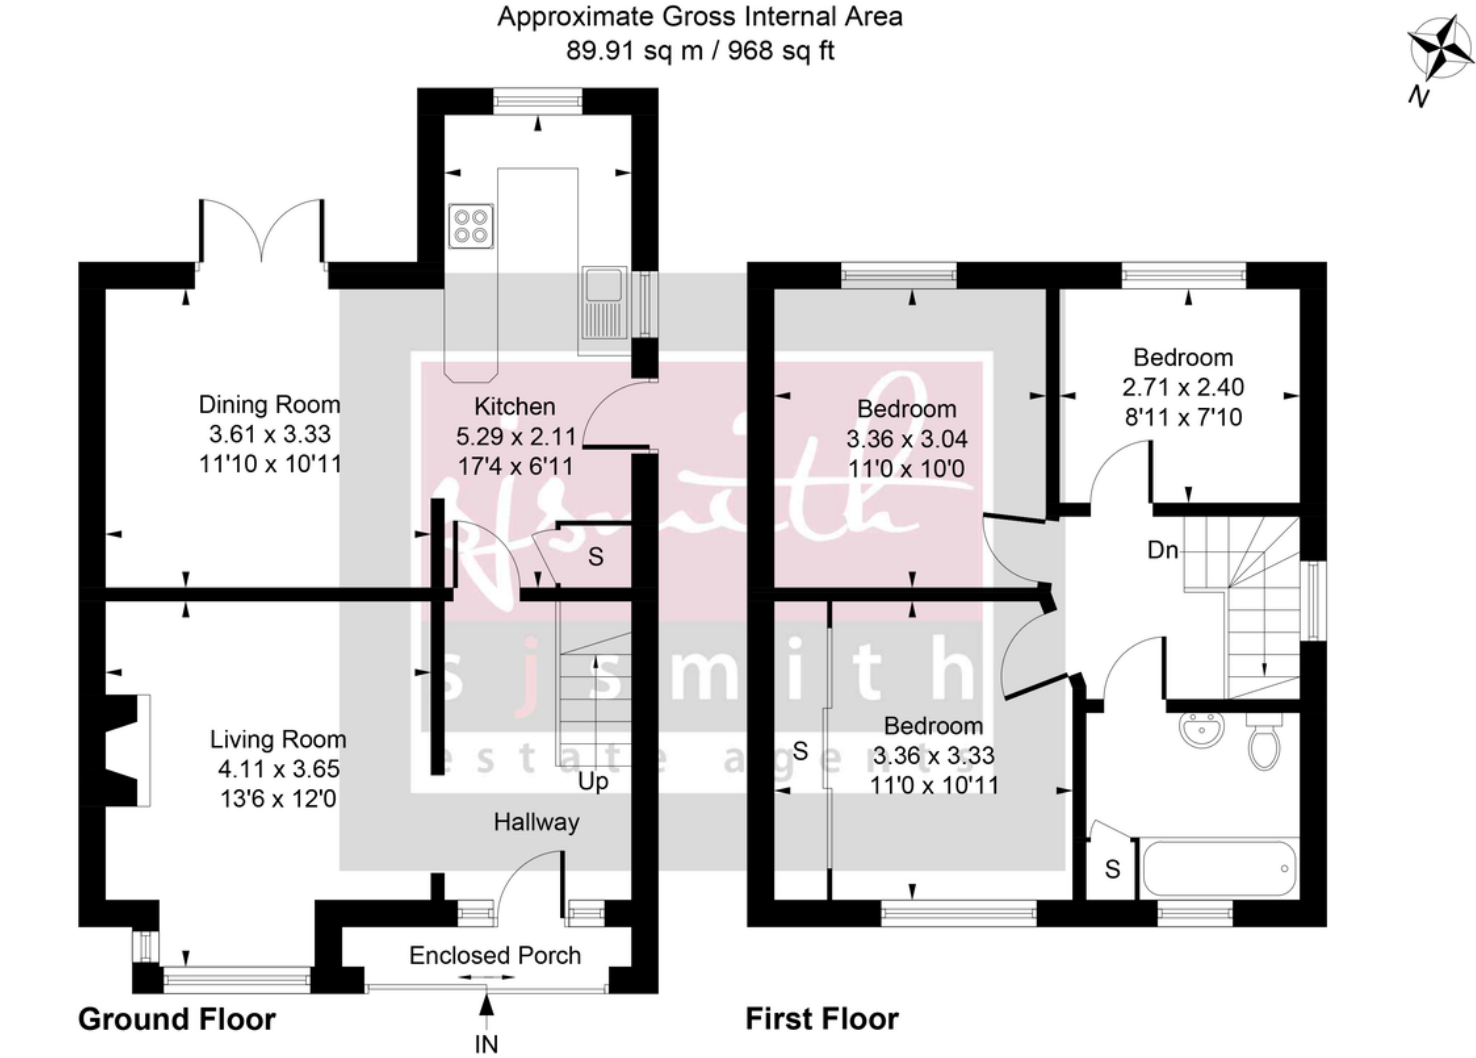 Approximate Gross Internal Area
89.91 sq m / 968 sq ft
N
Dining Room
3.61 x 3.33
11'10 x 10'11
Kitchen
5.29 x 2.11
17'4 x 6'11
S
Living Room
4.11 x 3.65
13'6 x 12'0
Up
Hallway
Enclosed Porch
IN
Ground Floor
Bedroom
3.36 x 3.04
11'0 x 10'0
Bedroom
2.71 x 2.40
8'11 x 7'10
Dn
Bedroom
3.36 x 3.33
11'0 x 10'11
S
S
First Floor
sjsmith
sjsmith
estate agents